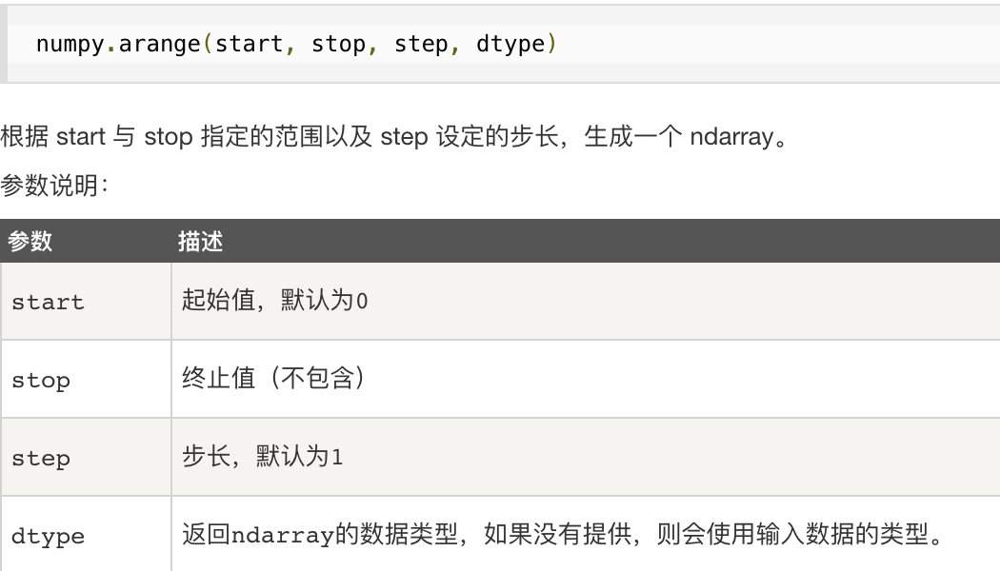 numpy.arange(start, stop, step, dtype)
根据 start 与 stop 指定的范围以及 step 设定的步长，生成一个 ndarray。
参数说明：
参数 描述
start 起始值，默认为0
stop 终止值（不包含）
step 步长，默认为1
dtype 返回ndarray的数据类型，如果没有提供，则会使用输入数据的类型。